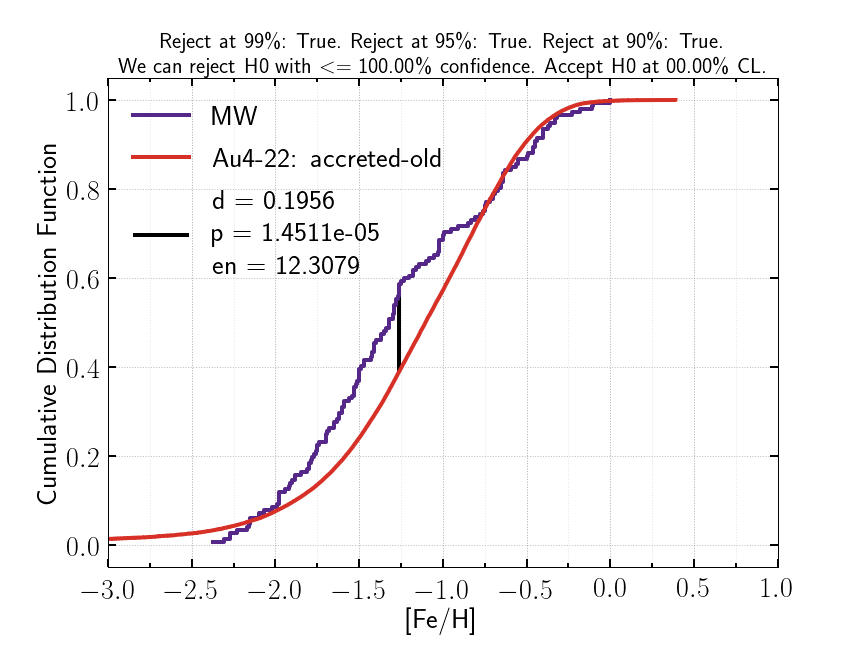 Reject at 99%: True. Reject at 95%: True. Reject at 90%: True.
We can reject H0 with <= 100.00% confidence. Accept H0 at 00.00% CL.
MW
Au4-22: accreted-old
d = 0.1956
p = 1.4511e-05
en = 12.3079
Cumulative Distribution Function
1.0
0.8
0.6
0.4
0.2
0.0
−3.0 −2.5 −2.0 −1.5 −1.0 −0.5 0.0 0.5 1.0
[Fe/H]